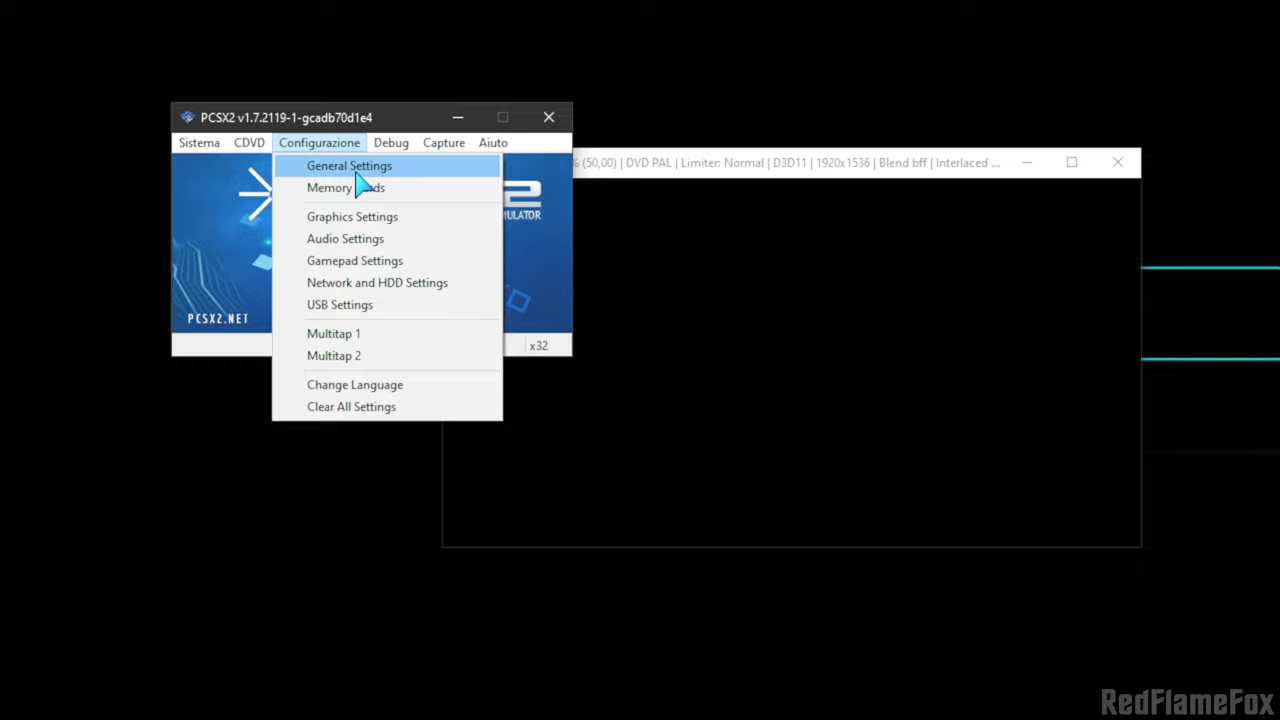 PCSX2 v1.7.2119-1-gcadb70d1e4
Sistema CDVD Configurazione Debug Capture Aiuto
% (50,00) | DVD PAL | Limiter: Normal | D3D11 | 1920x1536 | Blend bff | Interlaced ...
General Settings
Memory
Graphics Settings
Audio Settings
Gamepad Settings
Network and HDD Settings
USB Settings
Multitap 1
Multitap 2
Change Language
Clear All Settings
2
ULATOR
PCSX2.NET
x32
RedFlameFox